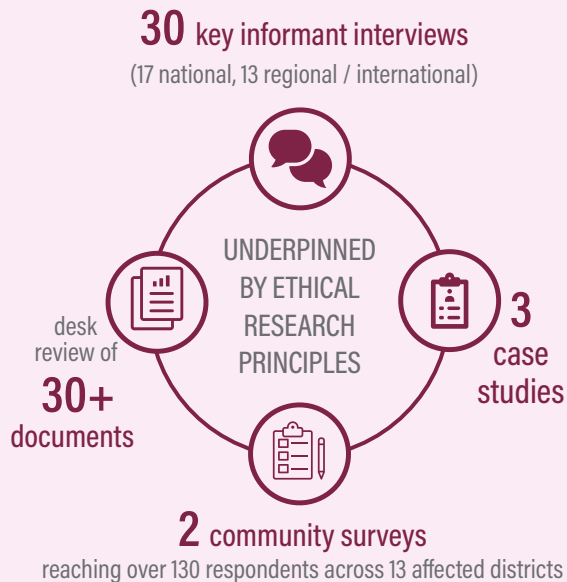 30 key informant interviews
(17 national, 13 regional / international)
UNDERPINNED
BY ETHICAL
RESEARCH
PRINCIPLES
3
case
studies
desk
review of
30+
documents
2 community surveys
reaching over 130 respondents across 13 affected districts